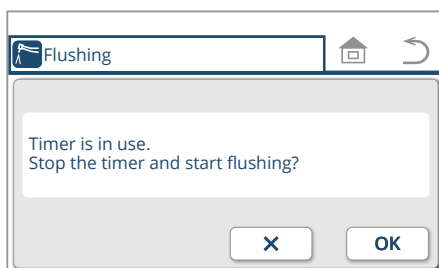 Flushing
Timer is in use.
Stop the timer and start flushing?
OK